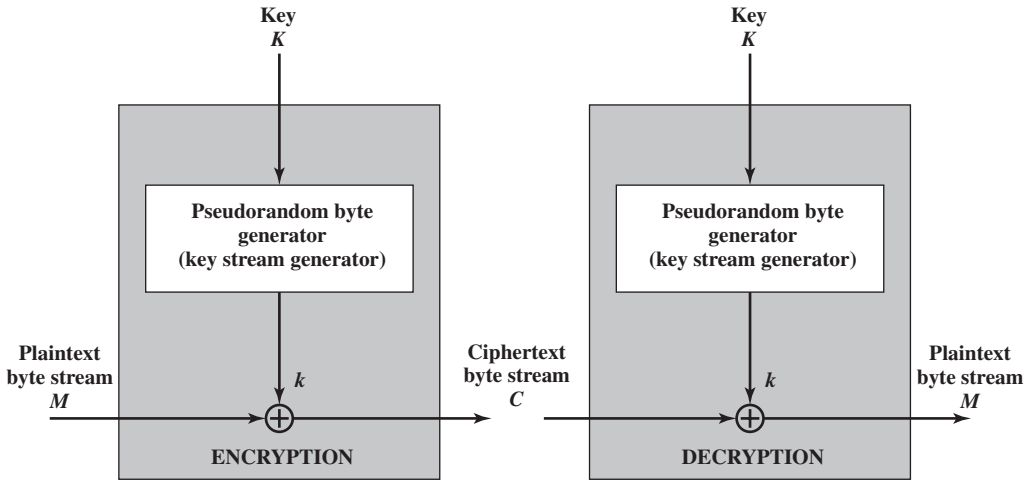 Key
K
Pseudorandom byte
generator
(key stream generator)
Plaintext
byte stream
M
k
ENCRYPTION
Ciphertext
byte stream
C
Key
K
Pseudorandom byte
generator
(key stream generator)
k
DECRYPTION
Plaintext
byte stream
M